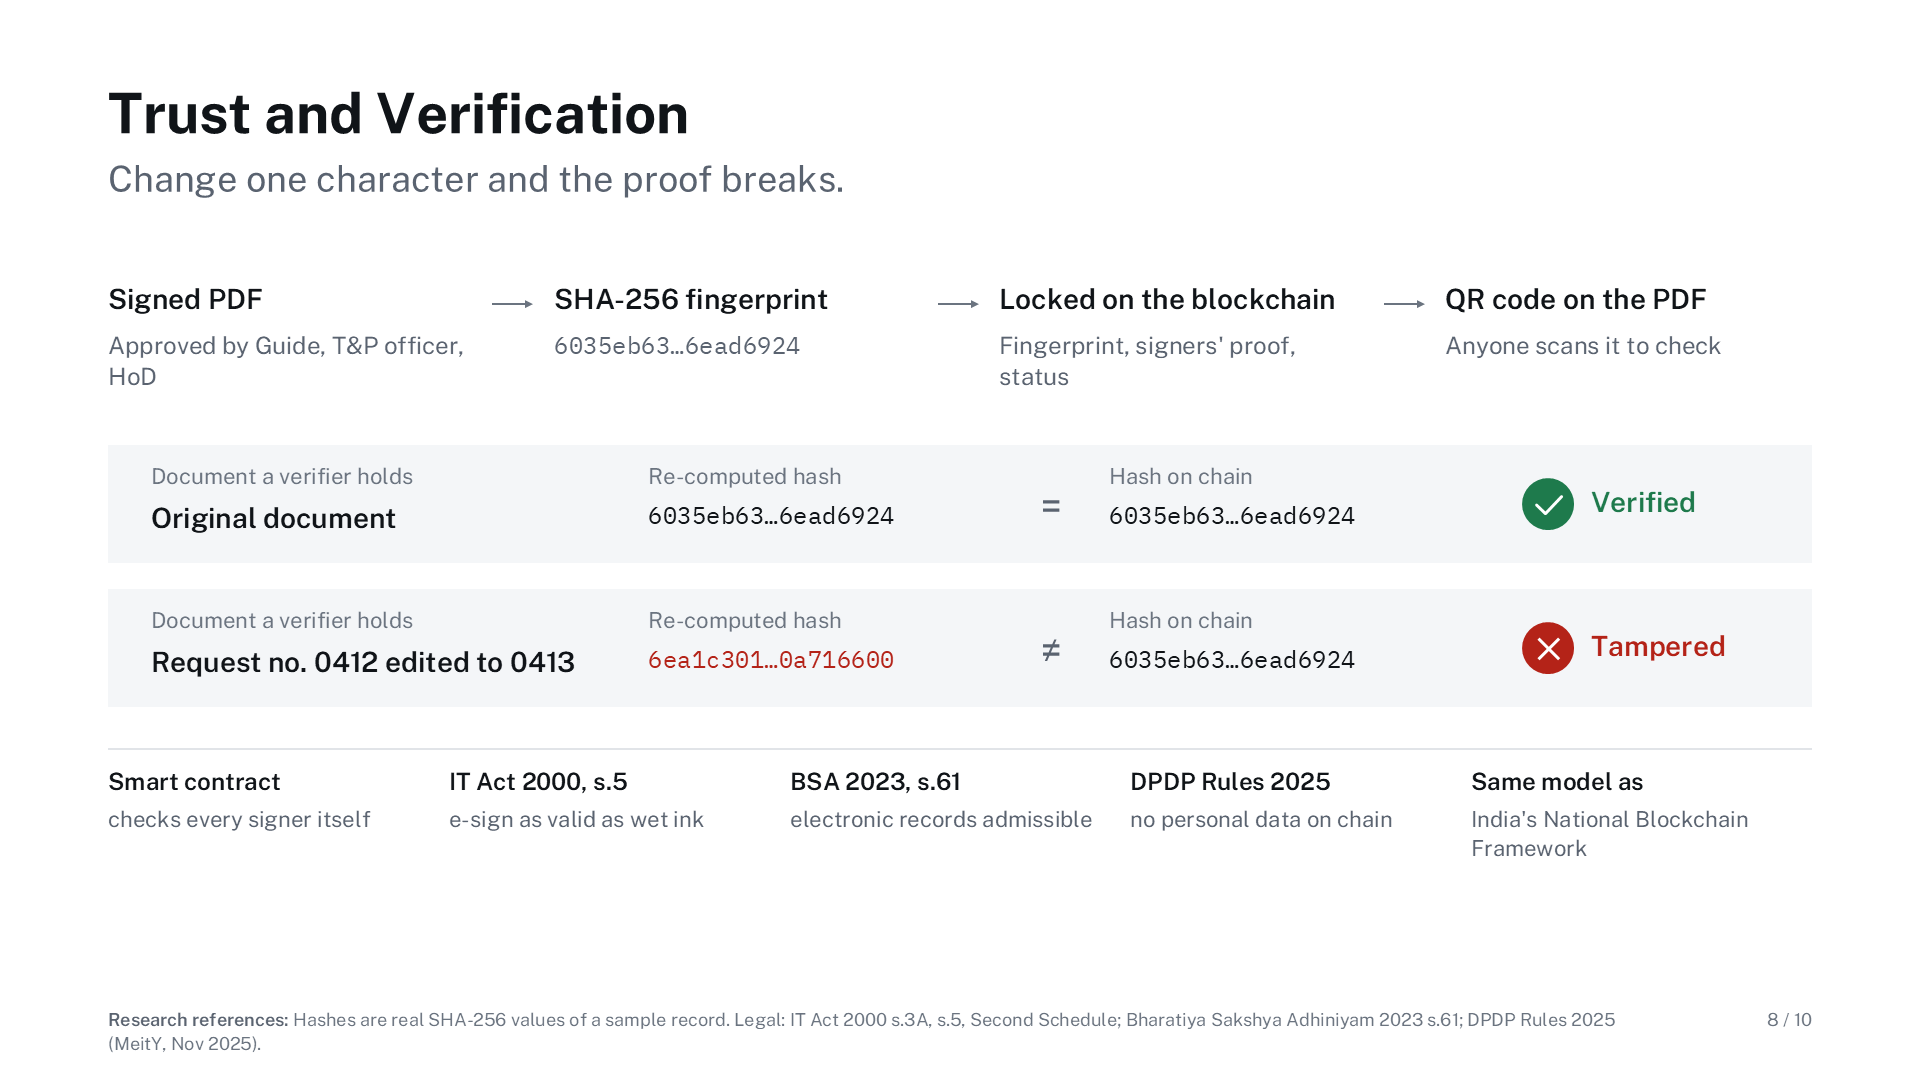 Trust and Verification
Change one character and the proof breaks.
Signed PDF
Approved by Guide, T&P officer,
HoD
SHA-256 fingerprint
6035eb63…6ead6924
Locked on the blockchain
Fingerprint, signers' proof,
status
QR code on the PDF
Anyone scans it to check
Document a verifier holds
Original document
Re-computed hash
6035eb63…6ead6924
=
Hash on chain
6035eb63…6ead6924
Verified
Document a verifier holds
Request no. 0412 edited to 0413
Re-computed hash
6ea1c301…0a716600
≠
Hash on chain
6035eb63…6ead6924
Tampered
Smart contract
checks every signer itself
IT Act 2000, s.5
e-sign as valid as wet ink
BSA 2023, s.61
electronic records admissible
DPDP Rules 2025
no personal data on chain
Same model as
India's National Blockchain
Framework
Research references: Hashes are real SHA-256 values of a sample record. Legal: IT Act 2000 s.3A, s.5, Second Schedule; Bharatiya Sakshya Adhiniyam 2023 s.61; DPDP Rules 2025
(MeitY, Nov 2025).
8 / 10